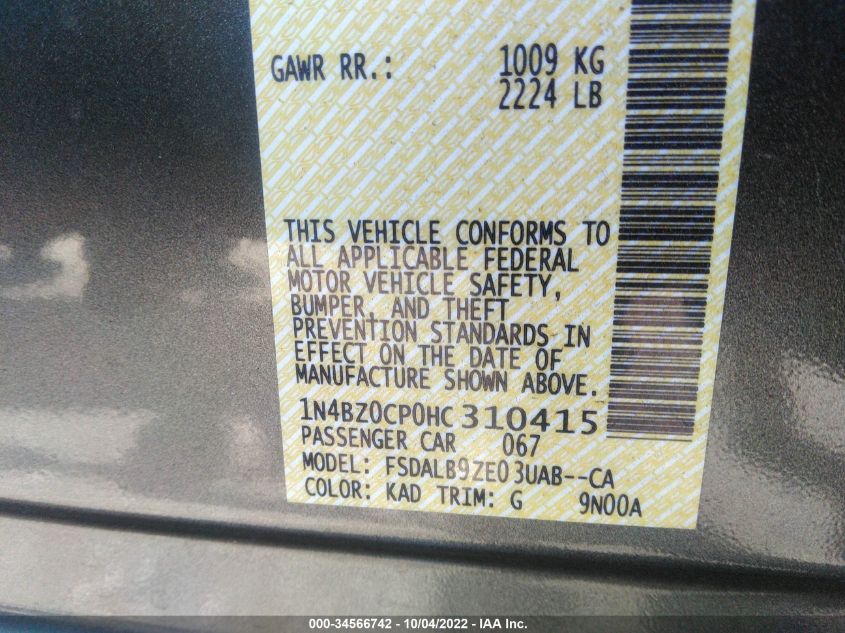 GAWR RR.: 1009 KG
2224 LB
THIS VEHICLE CONFORMS TO
ALL APPLICABLE FEDERAL
MOTOR VEHICLE SAFETY,
BUMPER, AND THEFT
PREVENTION STANDARDS IN
EFFECT ON THE DATE OF
MANUFACTURE SHOWN ABOVE.
1N4BZ0CP0HC310415
PASSENGER CAR 067
MODEL: FSDALB9ZE03UAB--CA
COLOR: KAD TRIM: G 9N00A
000-34566742 - 10/04/2022 - IAA Inc.